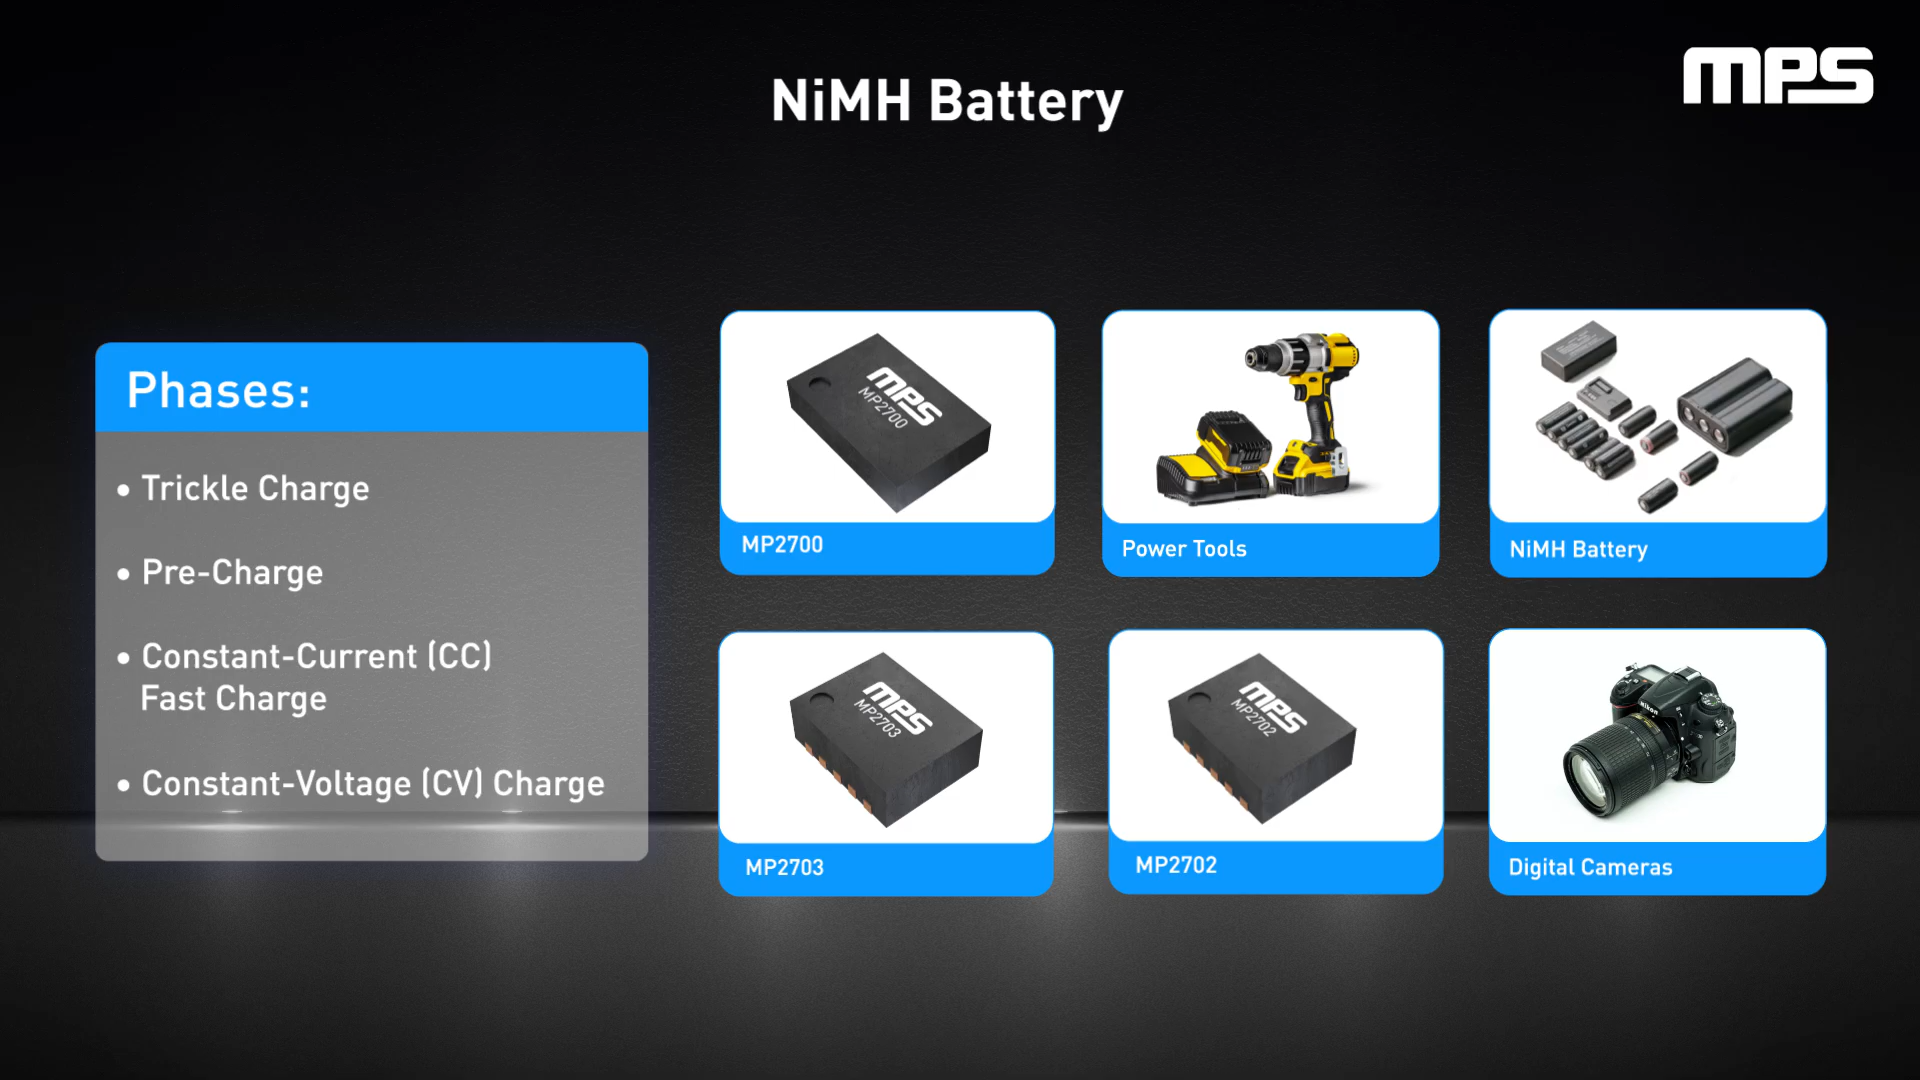 mps
NiMH Battery
Phases:
• Trickle Charge
• Pre-Charge
• Constant-Current (CC)
Fast Charge
• Constant-Voltage (CV) Charge
mps
MP2700
MP2700
Power Tools
NiMH Battery
mps
MP2703
MP2703
mps
MP2702
MP2702
Nikon
Digital Cameras